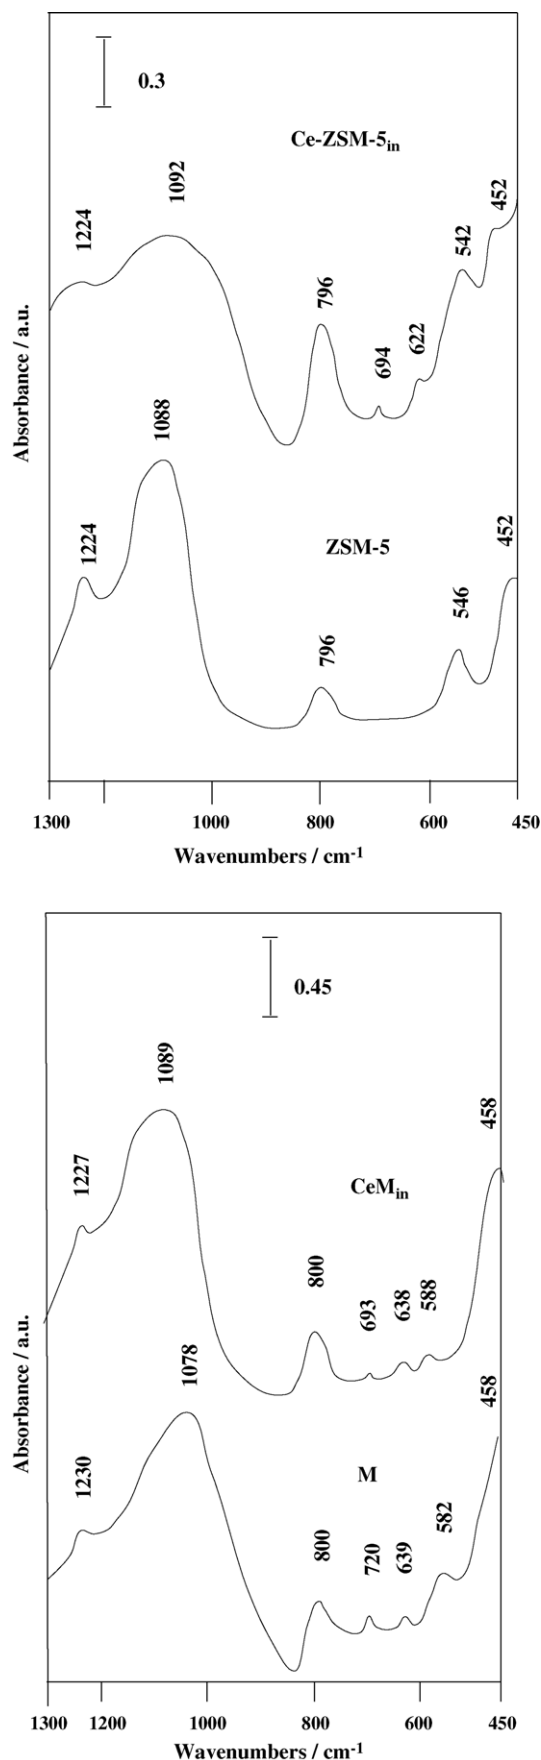 0.3
Ce-ZSM-5in
1224
1092
796
694
622
542
452
Absorbance / a.u.
ZSM-5
1224
1088
796
546
452
1300 1000 800 600 450
Wavenumbers / cm-1
0.45
CeMin
1227
1089
800
693
638
588
458
Absorbance / a.u.
M
1230
1078
800
720
639
582
458
1300 1200 1000 800 600 450
Wavenumbers / cm-1